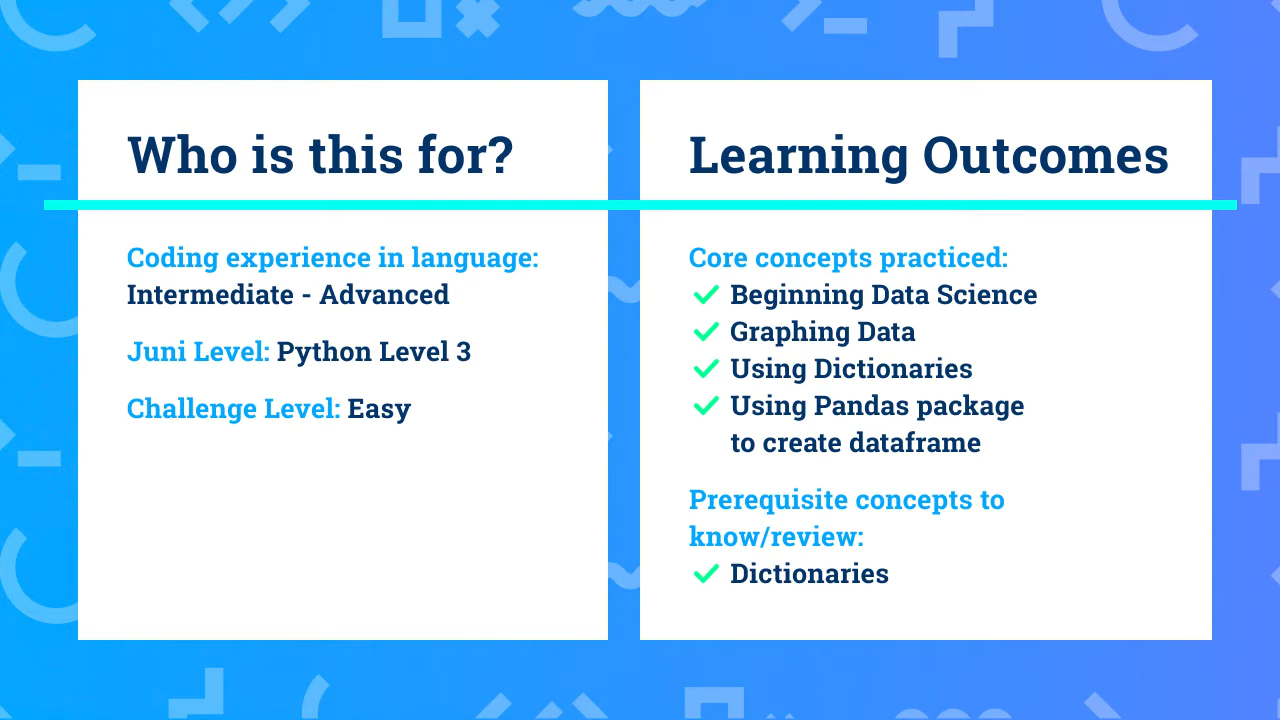 Who is this for?
Coding experience in language:
Intermediate - Advanced
Juni Level: Python Level 3
Challenge Level: Easy
Learning Outcomes
Core concepts practiced:
Beginning Data Science
Graphing Data
Using Dictionaries
Using Pandas package
to create dataframe
Prerequisite concepts to
know/review:
Dictionaries